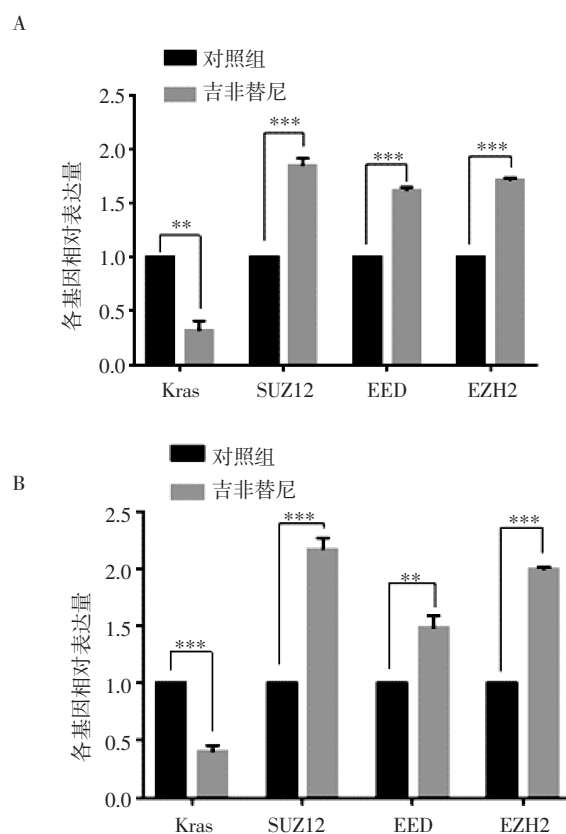 A
对照组
吉非替尼
各基因相对表达量
2.5
2.0
1.5
1.0
0.5
0.0
**
***
***
***
Kras
SUZ12
EED
EZH2
B
对照组
吉非替尼
各基因相对表达量
2.5
2.0
1.5
1.0
0.5
0.0
***
***
**
***
Kras
SUZ12
EED
EZH2